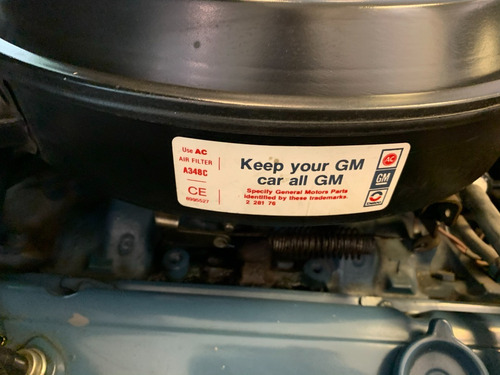 Use AC
AIR FILTER
A348C
CE
8995527
Keep your GM
car all GM
Specify General Motors Parts
identified by these trademarks.
2 281 76
AC
GM